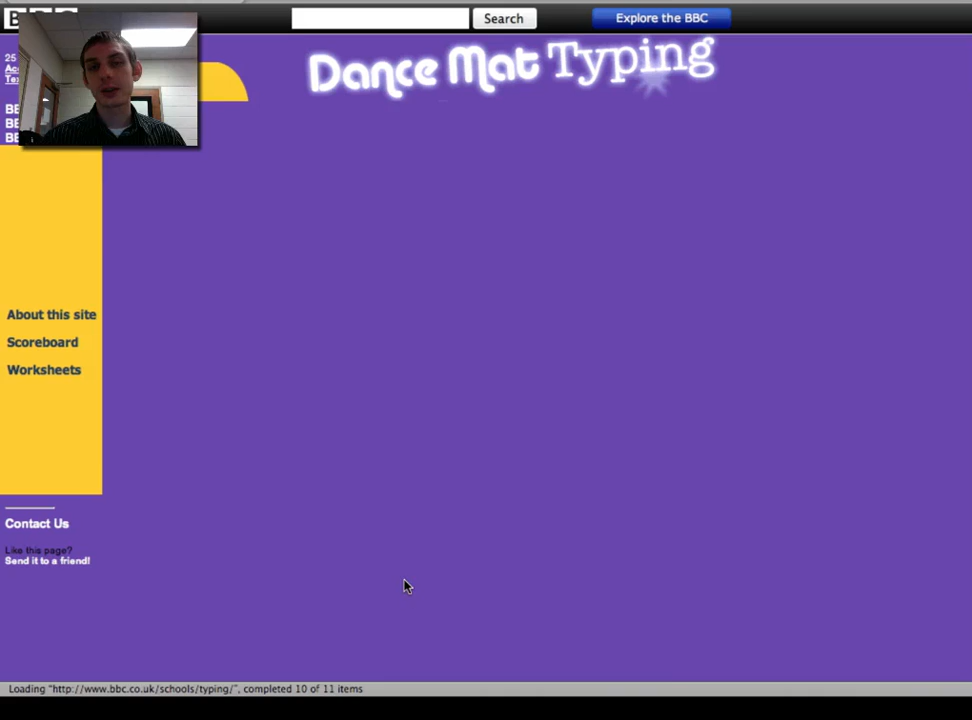 Search
Explore the BBC
Dance Mat Typing
25
About this site
Scoreboard
Worksheets
Contact Us
Like this page?
Send it to a friend!
Loading "http://www.bbc.co.uk/schools/typing/", completed 10 of 11 items